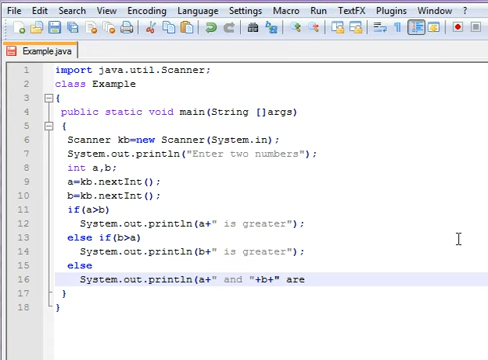 File Edit Search View Encoding Language Settings Macro Run TextFX Plugins Window ?
Example.java
1 import java.util.Scanner;
2 class Example
3 {
4 public static void main(String []args)
5 {
6 Scanner kb=new Scanner(System.in);
7 System.out.println("Enter two numbers");
8 int a,b;
9 a=kb.nextInt();
10 b=kb.nextInt();
11 if(a>b)
12 System.out.println(a+" is greater");
13 else if(b>a)
14 System.out.println(b+" is greater");
15 else
16 System.out.println(a+" and "+b+" are
17 }
18 }